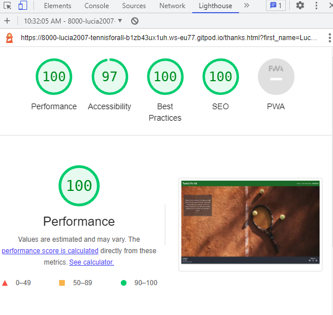 Elements Console Sources Network Lighthouse » 1
10:32:05 AM - 8000-lucia2007-
https://8000-lucia2007-tennisforall-b1zb43ux1uh.ws-eu77.gitpod.io/thanks.html?first_name=Luc...
100 97 100 100 PWA
Performance Accessibility Best Practices SEO PWA
100
Performance
Values are estimated and may vary. The
performance score is calculated directly from these
metrics. See calculator.
0–49 50–89 90–100